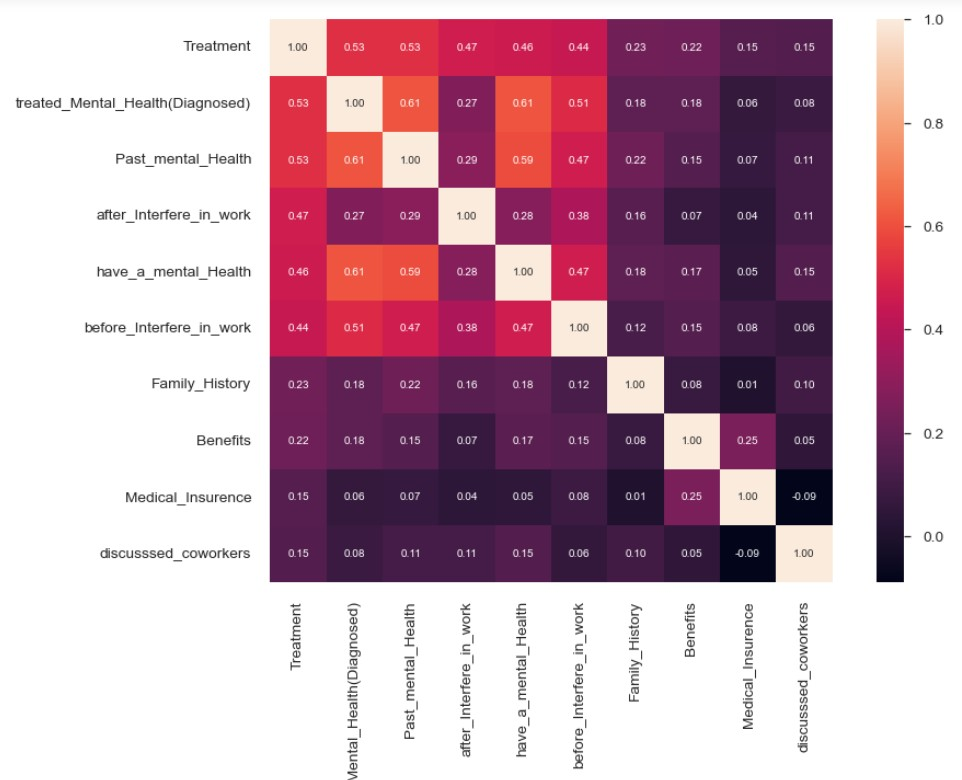 Treatment 1.00 0.53 0.53 0.47 0.46 0.44 0.23 0.22 0.15 0.15
treated_Mental_Health(Diagnosed) 0.53 1.00 0.61 0.27 0.61 0.51 0.18 0.18 0.06 0.08
Past_mental_Health 0.53 0.61 1.00 0.29 0.59 0.47 0.22 0.15 0.07 0.11
after_Interfere_in_work 0.47 0.27 0.29 1.00 0.28 0.38 0.16 0.07 0.04 0.11
have_a_mental_Health 0.46 0.61 0.59 0.28 1.00 0.47 0.18 0.17 0.05 0.15
before_Interfere_in_work 0.44 0.51 0.47 0.38 0.47 1.00 0.12 0.15 0.08 0.06
Family_History 0.23 0.18 0.22 0.16 0.18 0.12 1.00 0.08 0.01 0.10
Benefits 0.22 0.18 0.15 0.07 0.17 0.15 0.08 1.00 0.25 0.05
Medical_Insurence 0.15 0.06 0.07 0.04 0.05 0.08 0.01 0.25 1.00 -0.09
discusssed_coworkers 0.15 0.08 0.11 0.11 0.15 0.06 0.10 0.05 -0.09 1.00
Treatment
Mental_Health(Diagnosed)
Past_mental_Health
after_Interfere_in_work
have_a_mental_Health
before_Interfere_in_work
Family_History
Benefits
Medical_Insurence
discusssed_coworkers
1.0
0.8
0.6
0.4
0.2
0.0